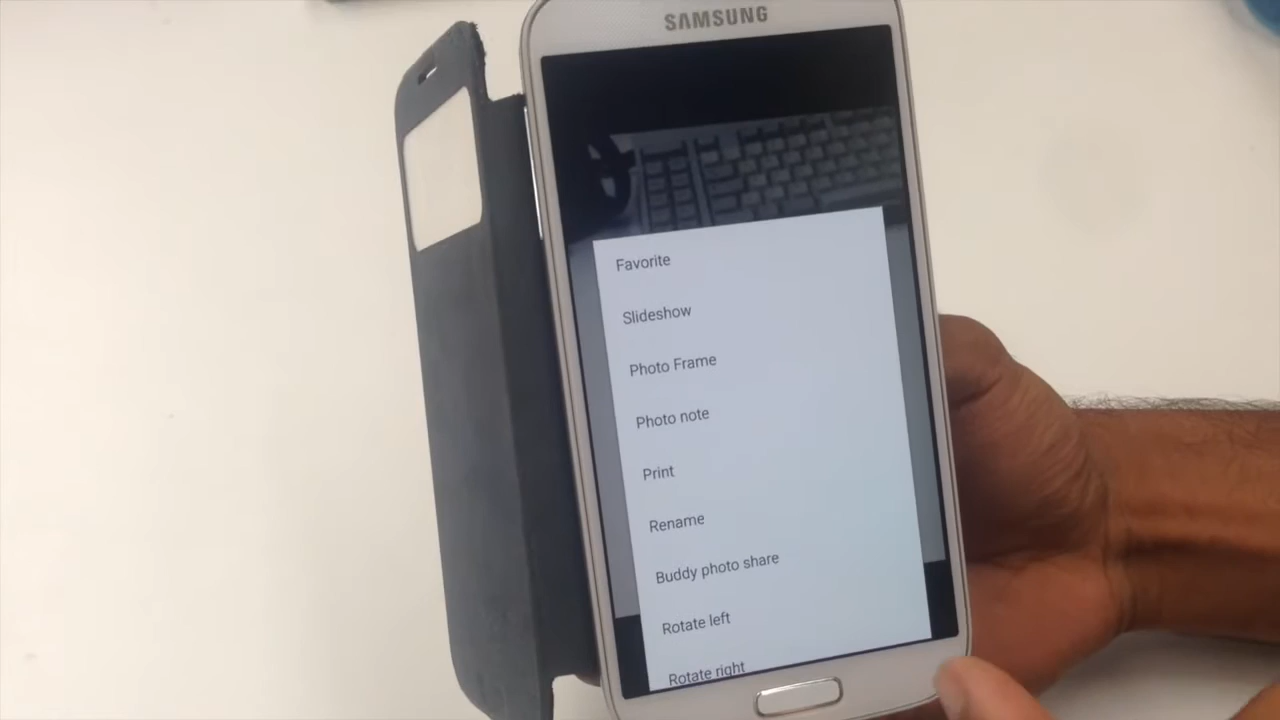 SAMSUNG
Favorite
Slideshow
Photo Frame
Photo note
Print
Rename
Buddy photo share
Rotate left
Rotate right